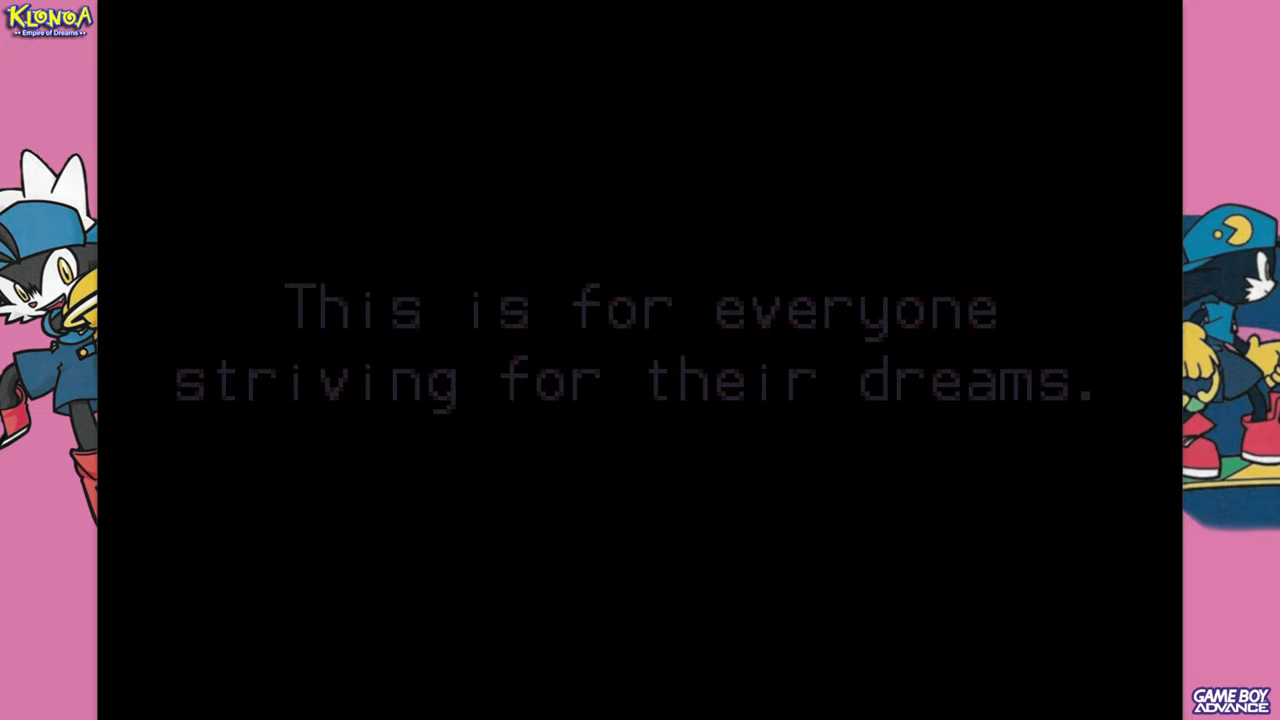 KLONOA
Empire of Dreams
This is for everyone
striving for their dreams.
GAME BOY
ADVANCE